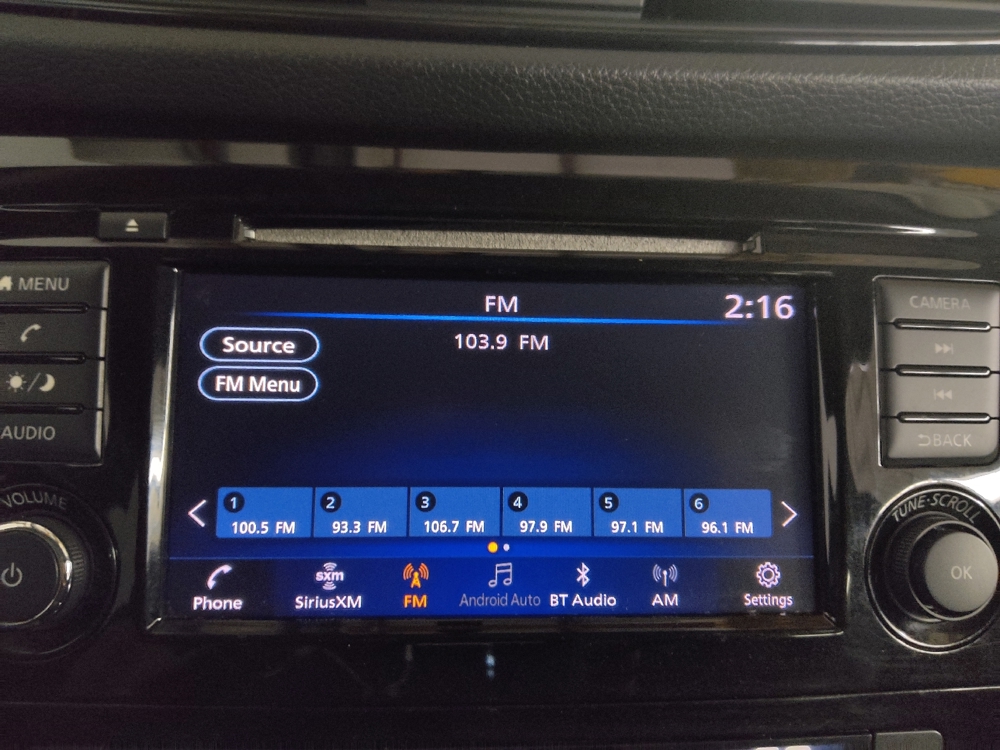 MENU
AUDIO
VOLUME
FM
2:16
Source
103.9 FM
FM Menu
1
100.5 FM
2
93.3 FM
3
106.7 FM
4
97.9 FM
5
97.1 FM
6
96.1 FM
Phone
sxm
SiriusXM
FM
Android Auto
BT Audio
AM
Settings
CAMERA
BACK
TUNE·SCROLL
OK